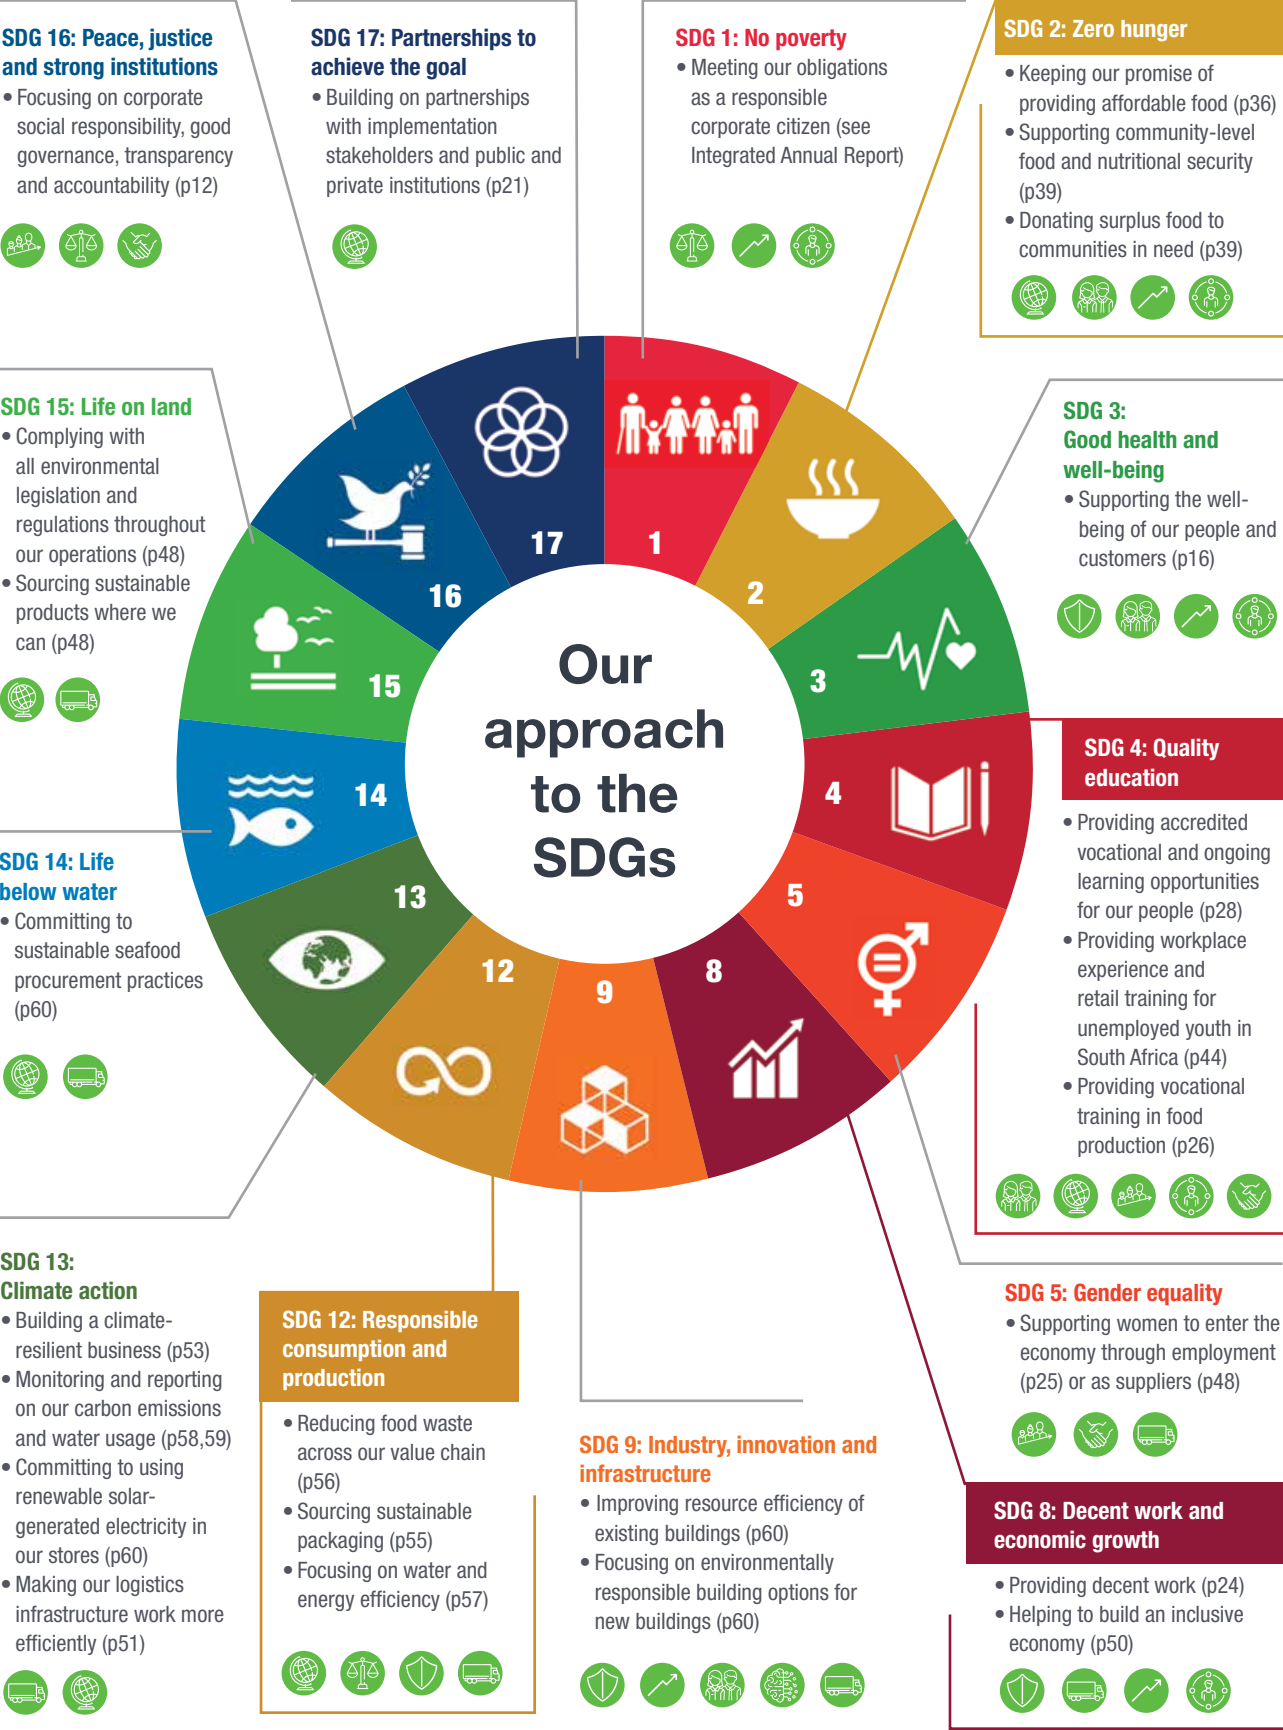 SDG 16: Peace, justice
and strong institutions
• Focusing on corporate
social responsibility, good
governance, transparency
and accountability (p12)
SDG 17: Partnerships to
achieve the goal
• Building on partnerships
with implementation
stakeholders and public and
private institutions (p21)
SDG 1: No poverty
• Meeting our obligations
as a responsible
corporate citizen (see
Integrated Annual Report)
SDG 2: Zero hunger
• Keeping our promise of
providing affordable food (p36)
• Supporting community-level
food and nutritional security
(p39)
• Donating surplus food to
communities in need (p39)
SDG 3:
Good health and
well-being
• Supporting the well-
being of our people and
customers (p16)
SDG 4: Quality
education
• Providing accredited
vocational and ongoing
learning opportunities
for our people (p28)
• Providing workplace
experience and
retail training for
unemployed youth in
South Africa (p44)
• Providing vocational
training in food
production (p26)
SDG 5: Gender equality
• Supporting women to enter the
economy through employment
(p25) or as suppliers (p48)
SDG 8: Decent work and
economic growth
• Providing decent work (p24)
• Helping to build an inclusive
economy (p50)
SDG 9: Industry, innovation and
infrastructure
• Improving resource efficiency of
existing buildings (p60)
• Focusing on environmentally
responsible building options for
new buildings (p60)
SDG 12: Responsible
consumption and
production
• Reducing food waste
across our value chain
(p56)
• Sourcing sustainable
packaging (p55)
• Focusing on water and
energy efficiency (p57)
SDG 13:
Climate action
• Building a climate-
resilient business (p53)
• Monitoring and reporting
on our carbon emissions
and water usage (p58,59)
• Committing to using
renewable solar-
generated electricity in
our stores (p60)
• Making our logistics
infrastructure work more
efficiently (p51)
SDG 14: Life
below water
• Committing to
sustainable seafood
procurement practices
(p60)
SDG 15: Life on land
• Complying with
all environmental
legislation and
regulations throughout
our operations (p48)
• Sourcing sustainable
products where we
can (p48)
Our
approach
to the
SDGs
1
2
3
4
5
8
9
12
13
14
15
16
17